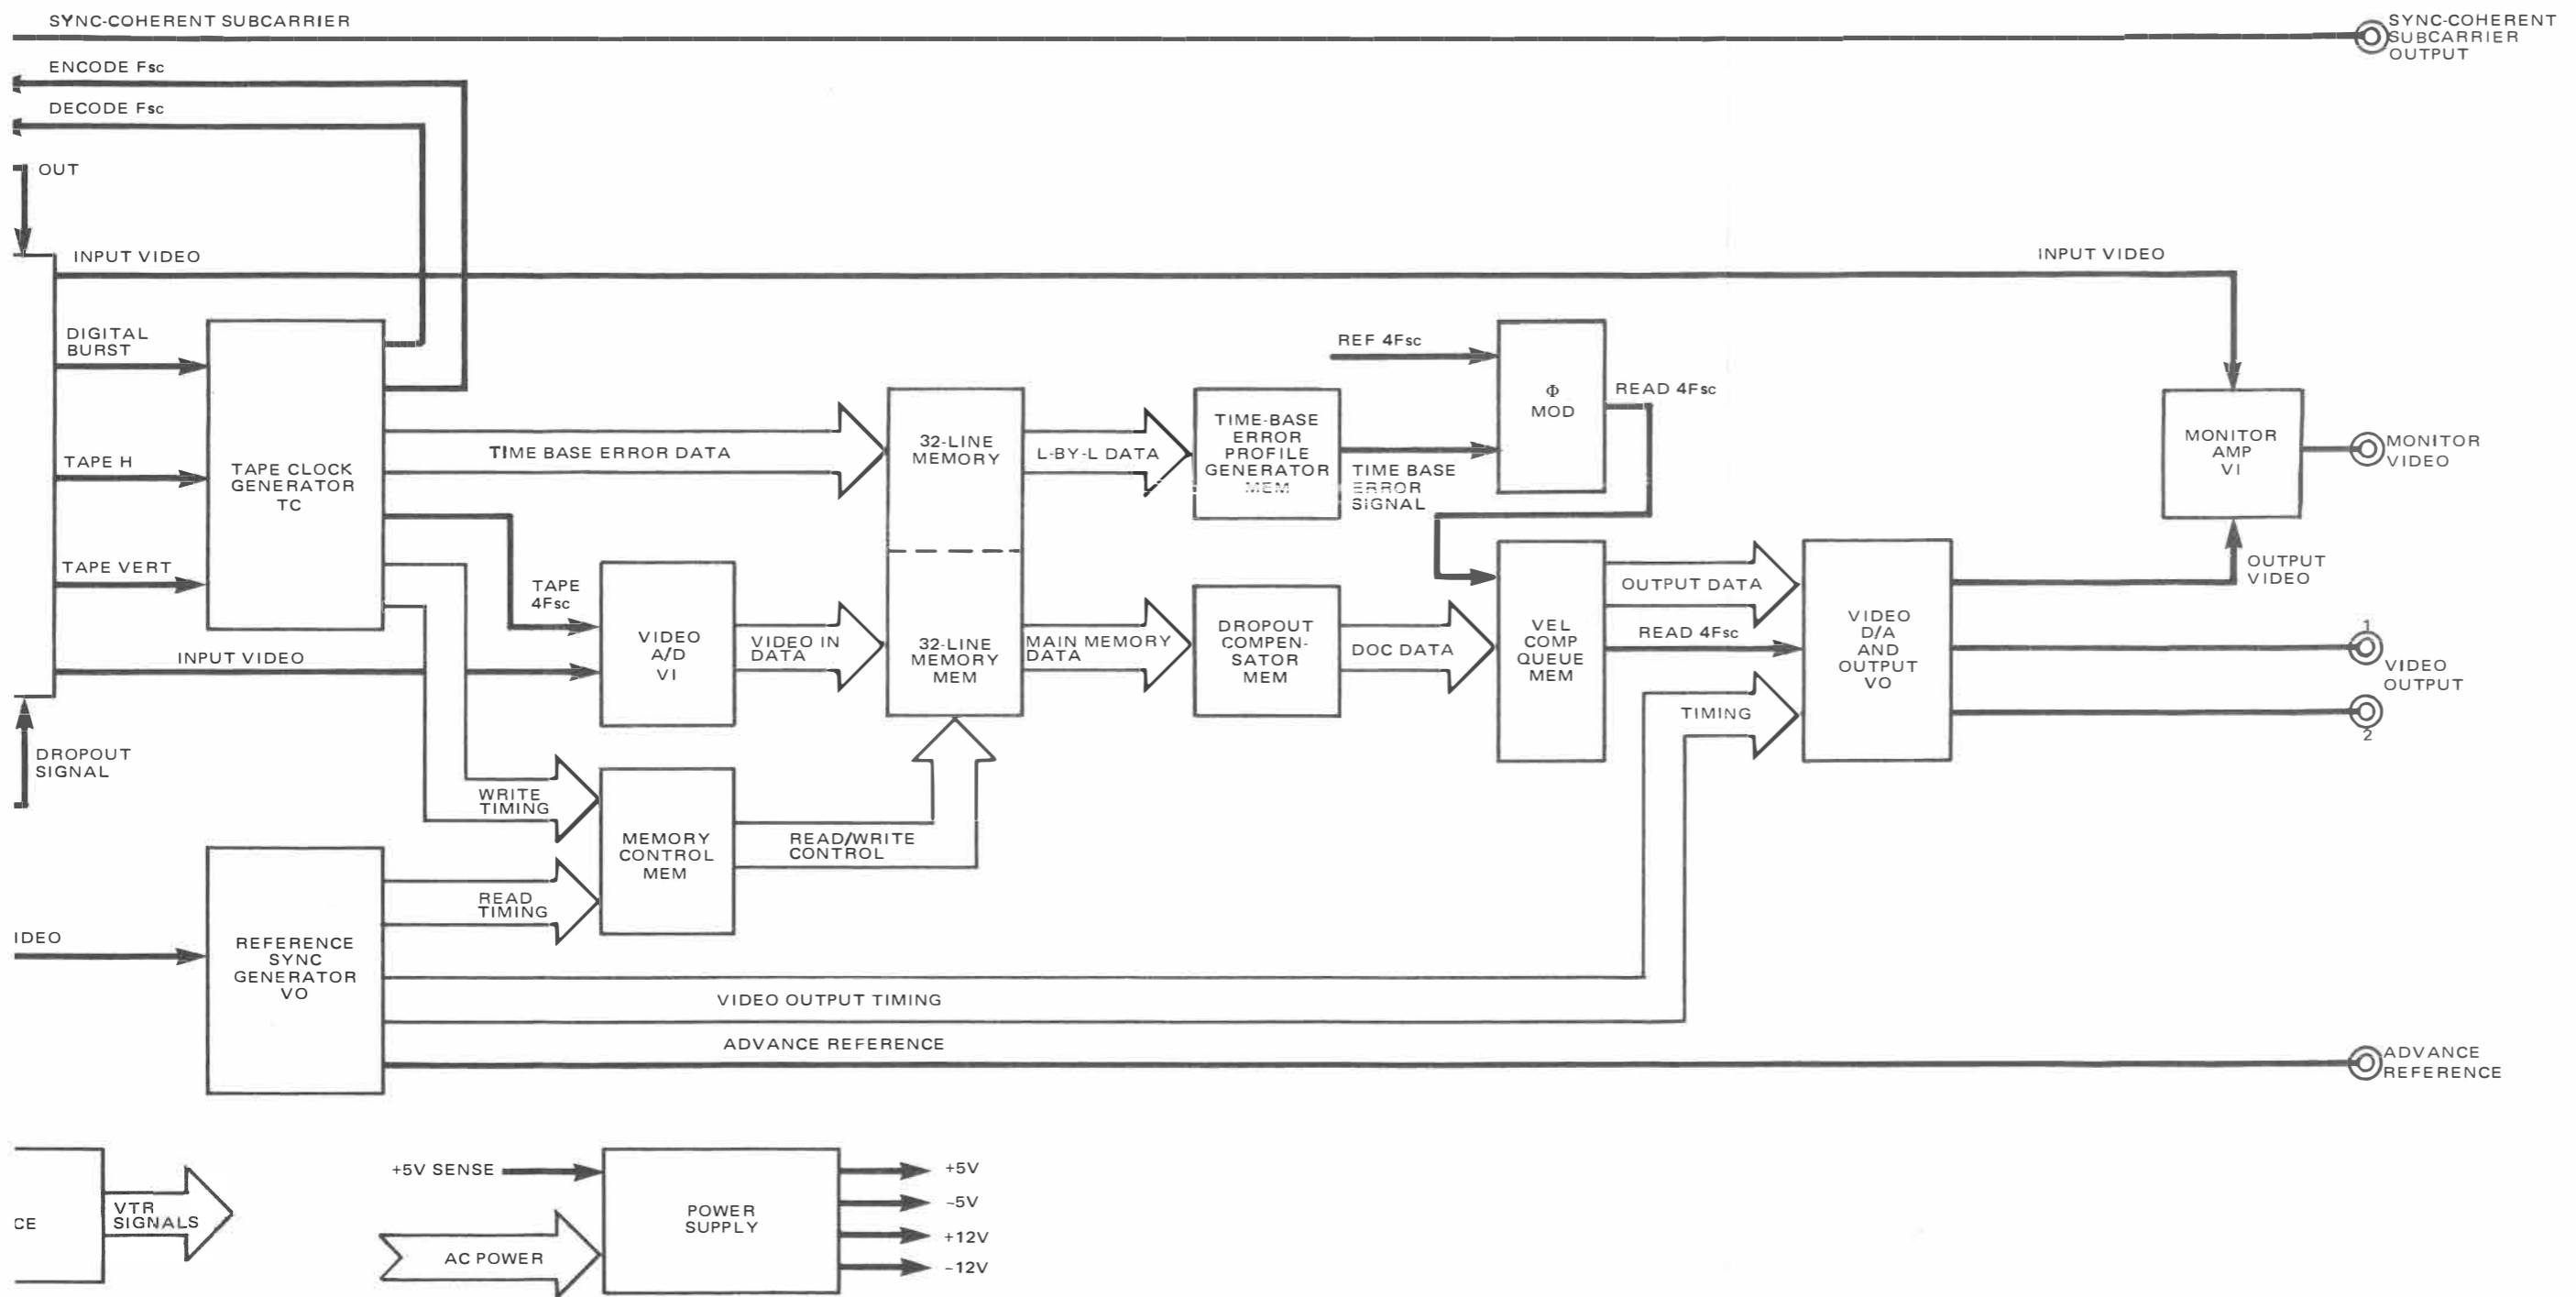 SYNC-COHERENT SUBCARRIER
SYNC-COHERENT
SUBCARRIER
OUTPUT
ENCODE Fsc
DECODE Fsc
OUT
INPUT VIDEO
INPUT VIDEO
DIGITAL
BURST
TAPE H
TAPE VERT
INPUT VIDEO
DROPOUT
SIGNAL
TAPE CLOCK
GENERATOR
TC
TIME BASE ERROR DATA
TAPE
4Fsc
VIDEO
A/D
VI
VIDEO IN
DATA
32-LINE
MEMORY
32-LINE
MEMORY
MEM
L-BY-L DATA
MAIN MEMORY
DATA
TIME-BASE
ERROR
PROFILE
GENERATOR
MEM
DROPOUT
COMPEN-
SATOR
MEM
REF 4Fsc
TIME BASE
ERROR
SIGNAL
Φ
MOD
READ 4Fsc
DOC DATA
VEL
COMP
QUEUE
MEM
OUTPUT DATA
READ 4Fsc
TIMING
VIDEO
D/A
AND
OUTPUT
VO
MONITOR
AMP
VI
MONITOR
VIDEO
OUTPUT
VIDEO
1
VIDEO
OUTPUT
2
WRITE
TIMING
READ
TIMING
MEMORY
CONTROL
MEM
READ/WRITE
CONTROL
IDEO
REFERENCE
SYNC
GENERATOR
VO
VIDEO OUTPUT TIMING
ADVANCE REFERENCE
ADVANCE
REFERENCE
CE
VTR
SIGNALS
+5V SENSE
AC POWER
POWER
SUPPLY
+5V
-5V
+12V
-12V